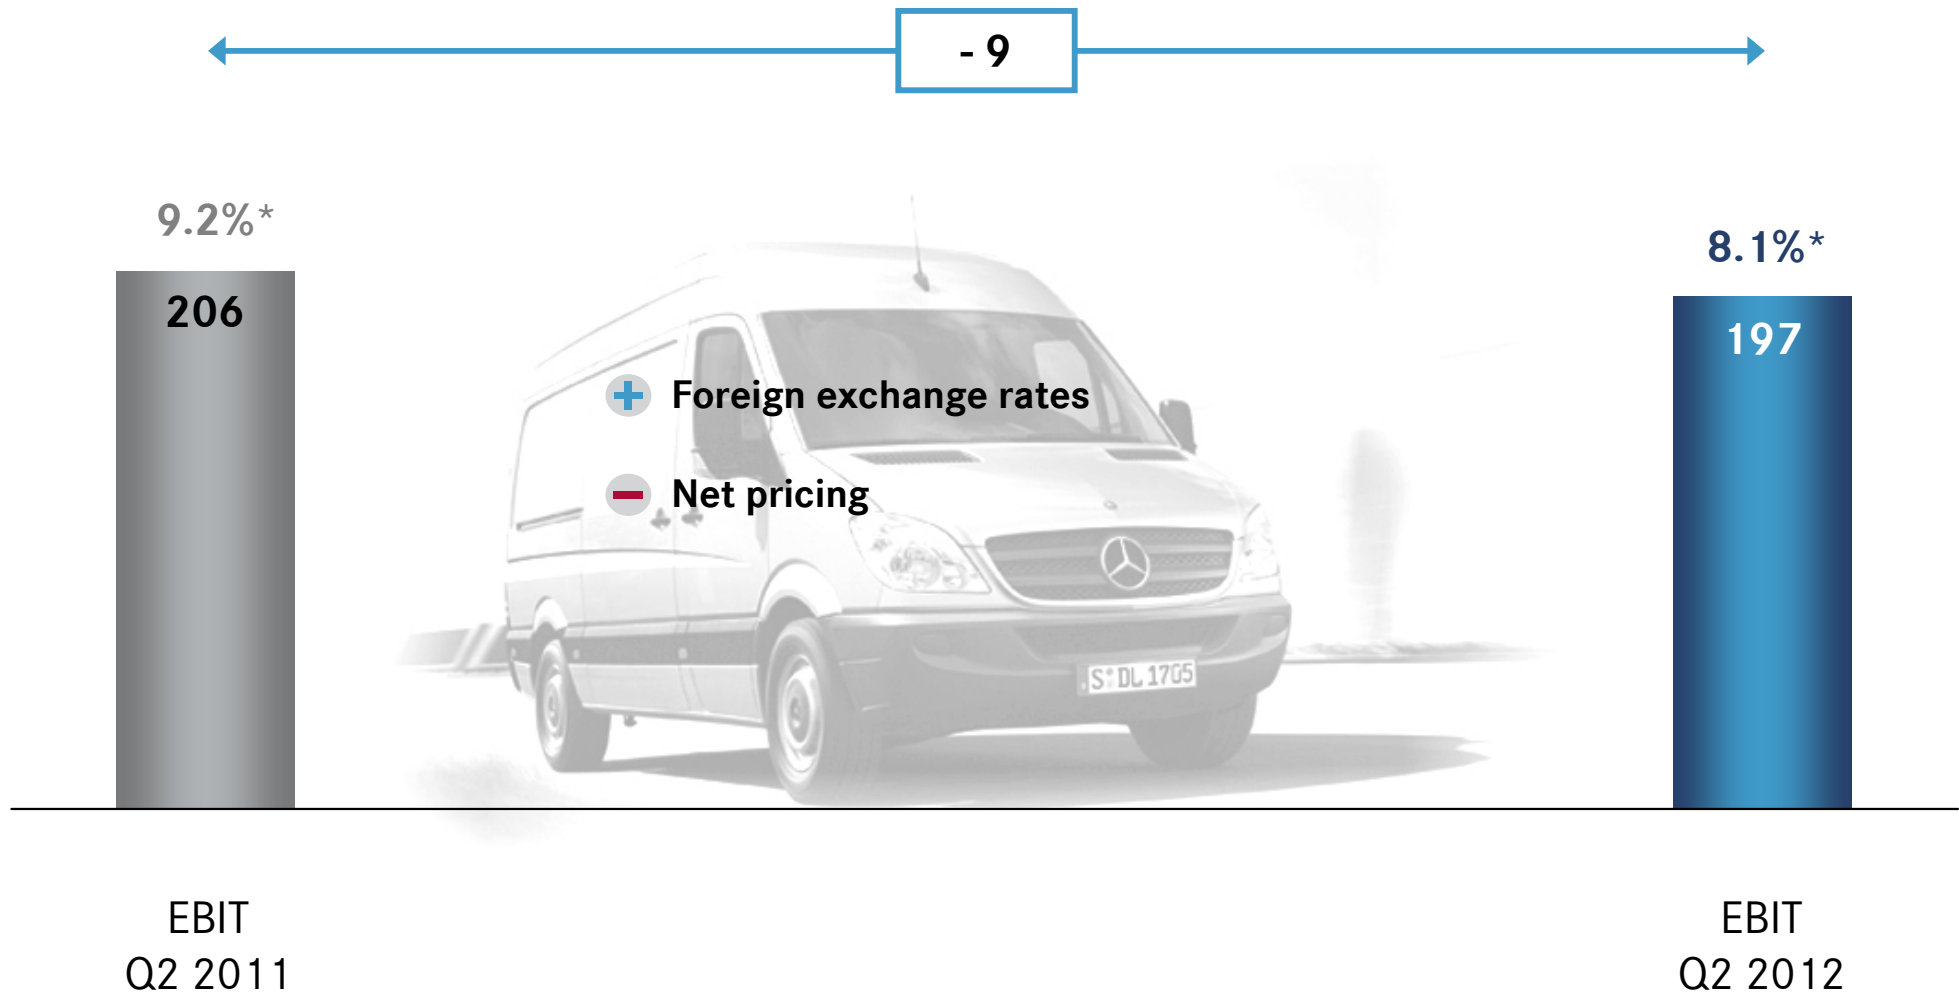 - 9
9.2%*
8.1%*
206
197
Foreign exchange rates
Net pricing
S DL 1705
EBIT
Q2 2011
EBIT
Q2 2012